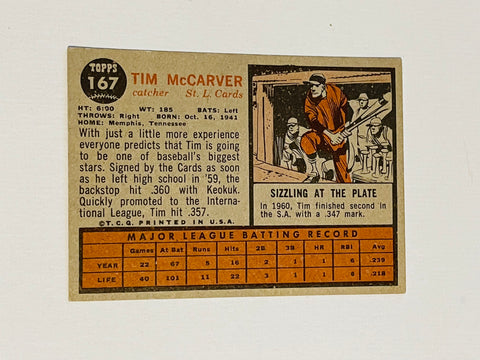 TOPPS
167
TIM McCARVER
catcher St. L. Cards
HT: 6:00 WT: 185 BATS: Left
THROWS: Right BORN: Oct. 16, 1941
HOME: Memphis, Tennessee
With just a little more experience
everyone predicts that Tim is
going to be one of baseball's biggest
stars. Signed by the Cards as soon
as he left high school in '59, the
backstop hit .360 with Keokuk.
Quickly promoted to the Interna-
tional League, Tim hit .357.
©T.C.G. PRINTED IN U.S.A.
SIZZLING AT THE PLATE
In 1960, Tim finished second in
the S.A. with a .347 mark.
MAJOR LEAGUE BATTING RECORD
Games At Bat Runs Hits 2B 3B HR RBI Avg.
YEAR 22 67 5 16 2 1 1 6 .239
LIFE 40 101 11 22 2 1 1 8 .218